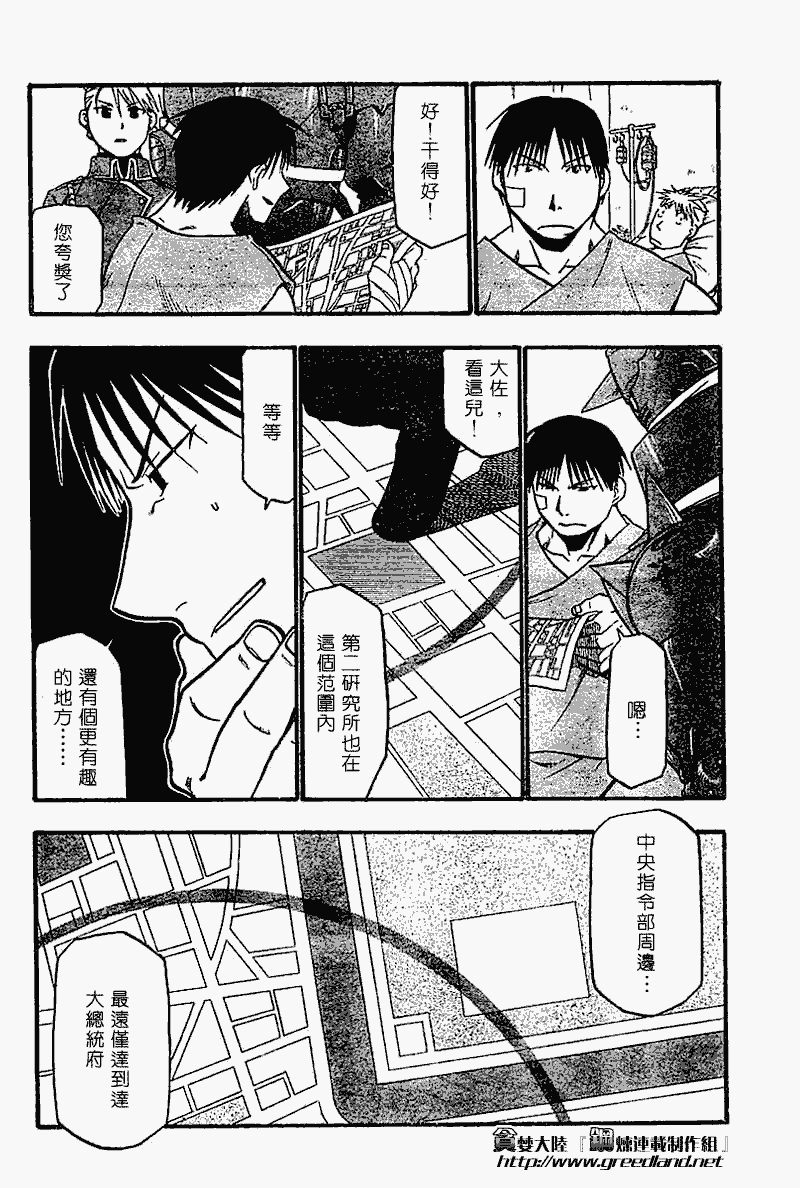 好！干得好！
您夸獎了
大佐，
看這兒！
嗯…
第二研究所也在
這個范圍內
等等
還有個更有趣
的地方……
中央指令部周邊…
最遠僅達到達
大總統府
貪婪大陸『鋼煉連載制作組』
http://www.greedland.net